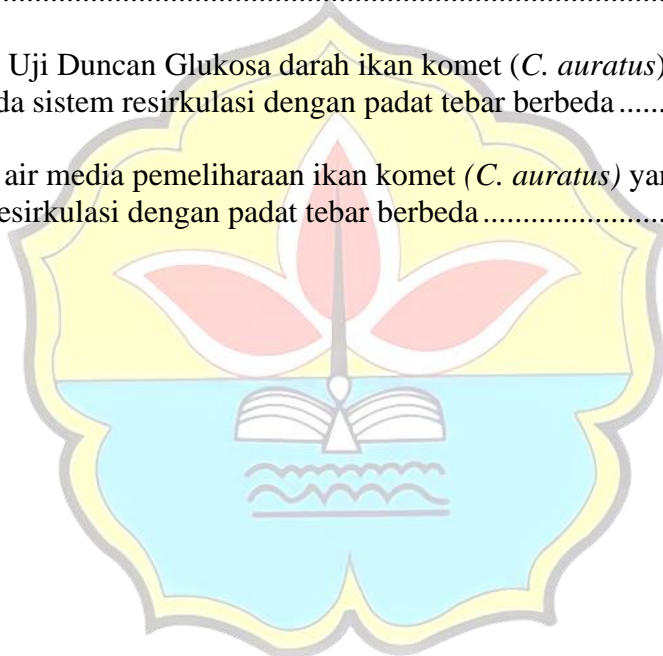 ................................................................................
Uji Duncan Glukosa darah ikan komet (C. auratus)
da sistem resirkulasi dengan padat tebar berbeda ......
air media pemeliharaan ikan komet (C. auratus) yan
esirkulasi dengan padat tebar berbeda .......................